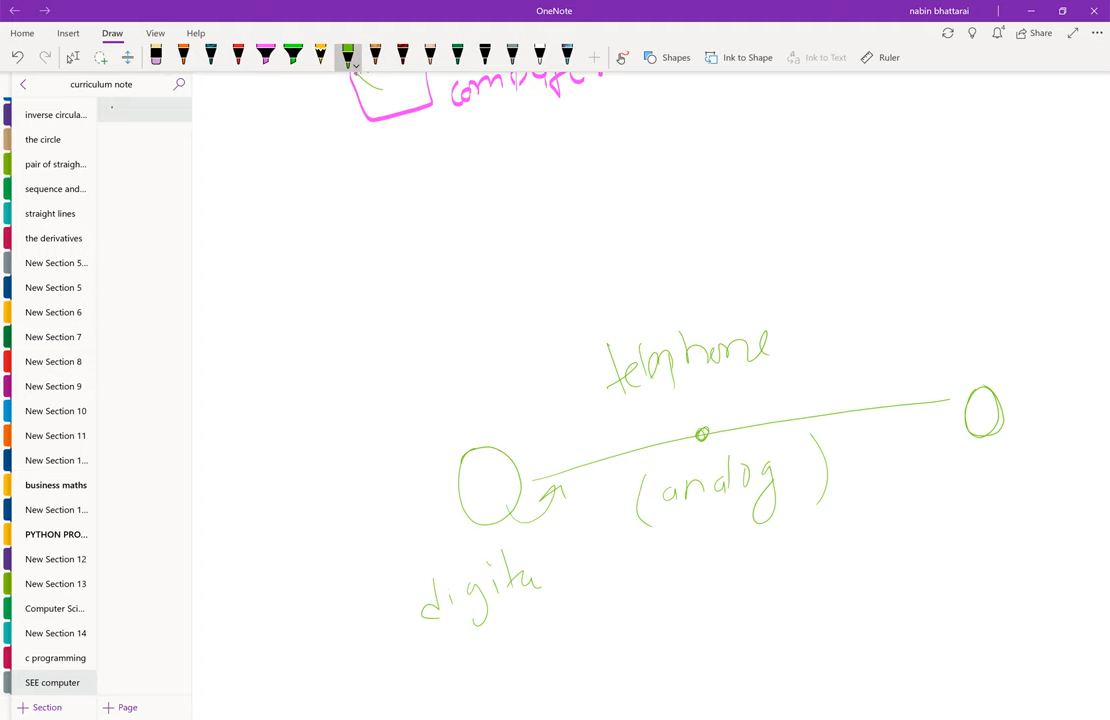 OneNote
nabin bhattarai
Home
Insert
Draw
View
Help
Share
Shapes
Ink to Shape
Ink to Text
Ruler
curriculum note
inverse circula...
the circle
pair of straigh...
sequence and...
straight lines
the derivatives
New Section 5...
New Section 5
New Section 6
New Section 7
New Section 8
New Section 9
New Section 10
New Section 11
New Section 1...
business maths
New Section 1...
PYTHON PRO...
New Section 12
New Section 13
Computer Sci...
New Section 14
c programming
SEE computer
Section
Page
telephone
(analog)